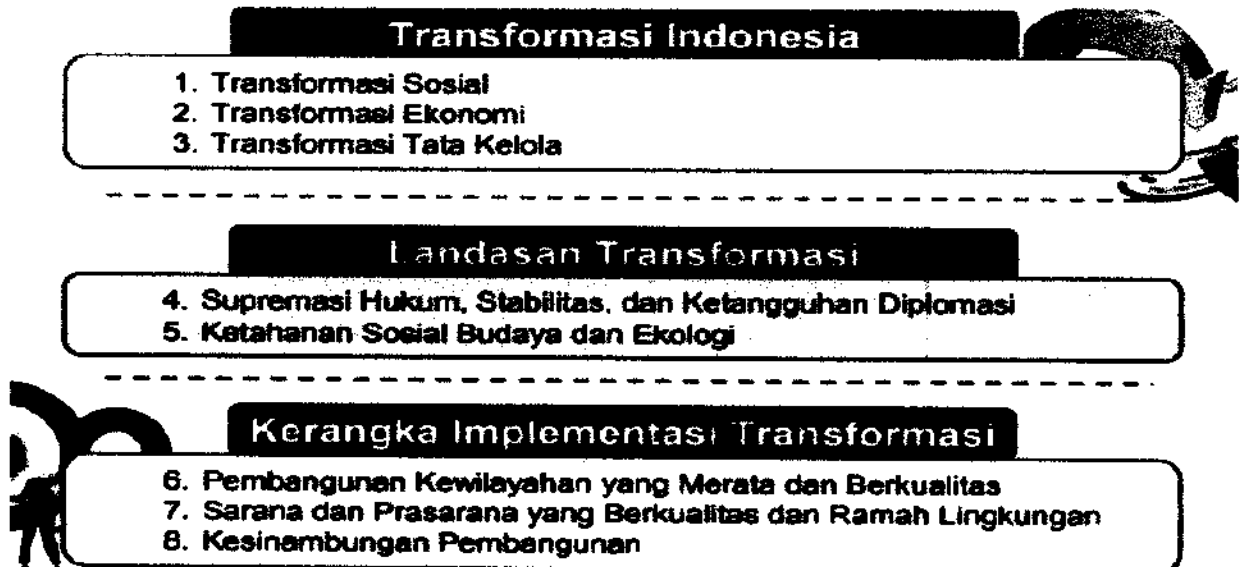 Transformasi Indonesia
1. Transformasi Sosial
2. Transformasi Ekonomi
3. Transformasi Tata Kelola
Landasan Transformasi
4. Supremasi Hukum, Stabilitas, dan Ketangguhan Diplomasi
5. Ketahanan Sosial Budaya dan Ekologi
Kerangka Implementasi Transformasi
6. Pembangunan Kewilayahan yang Merata dan Berkualitas
7. Sarana dan Prasarana yang Berkualitas dan Ramah Lingkungan
8. Kesinambungan Pembangunan